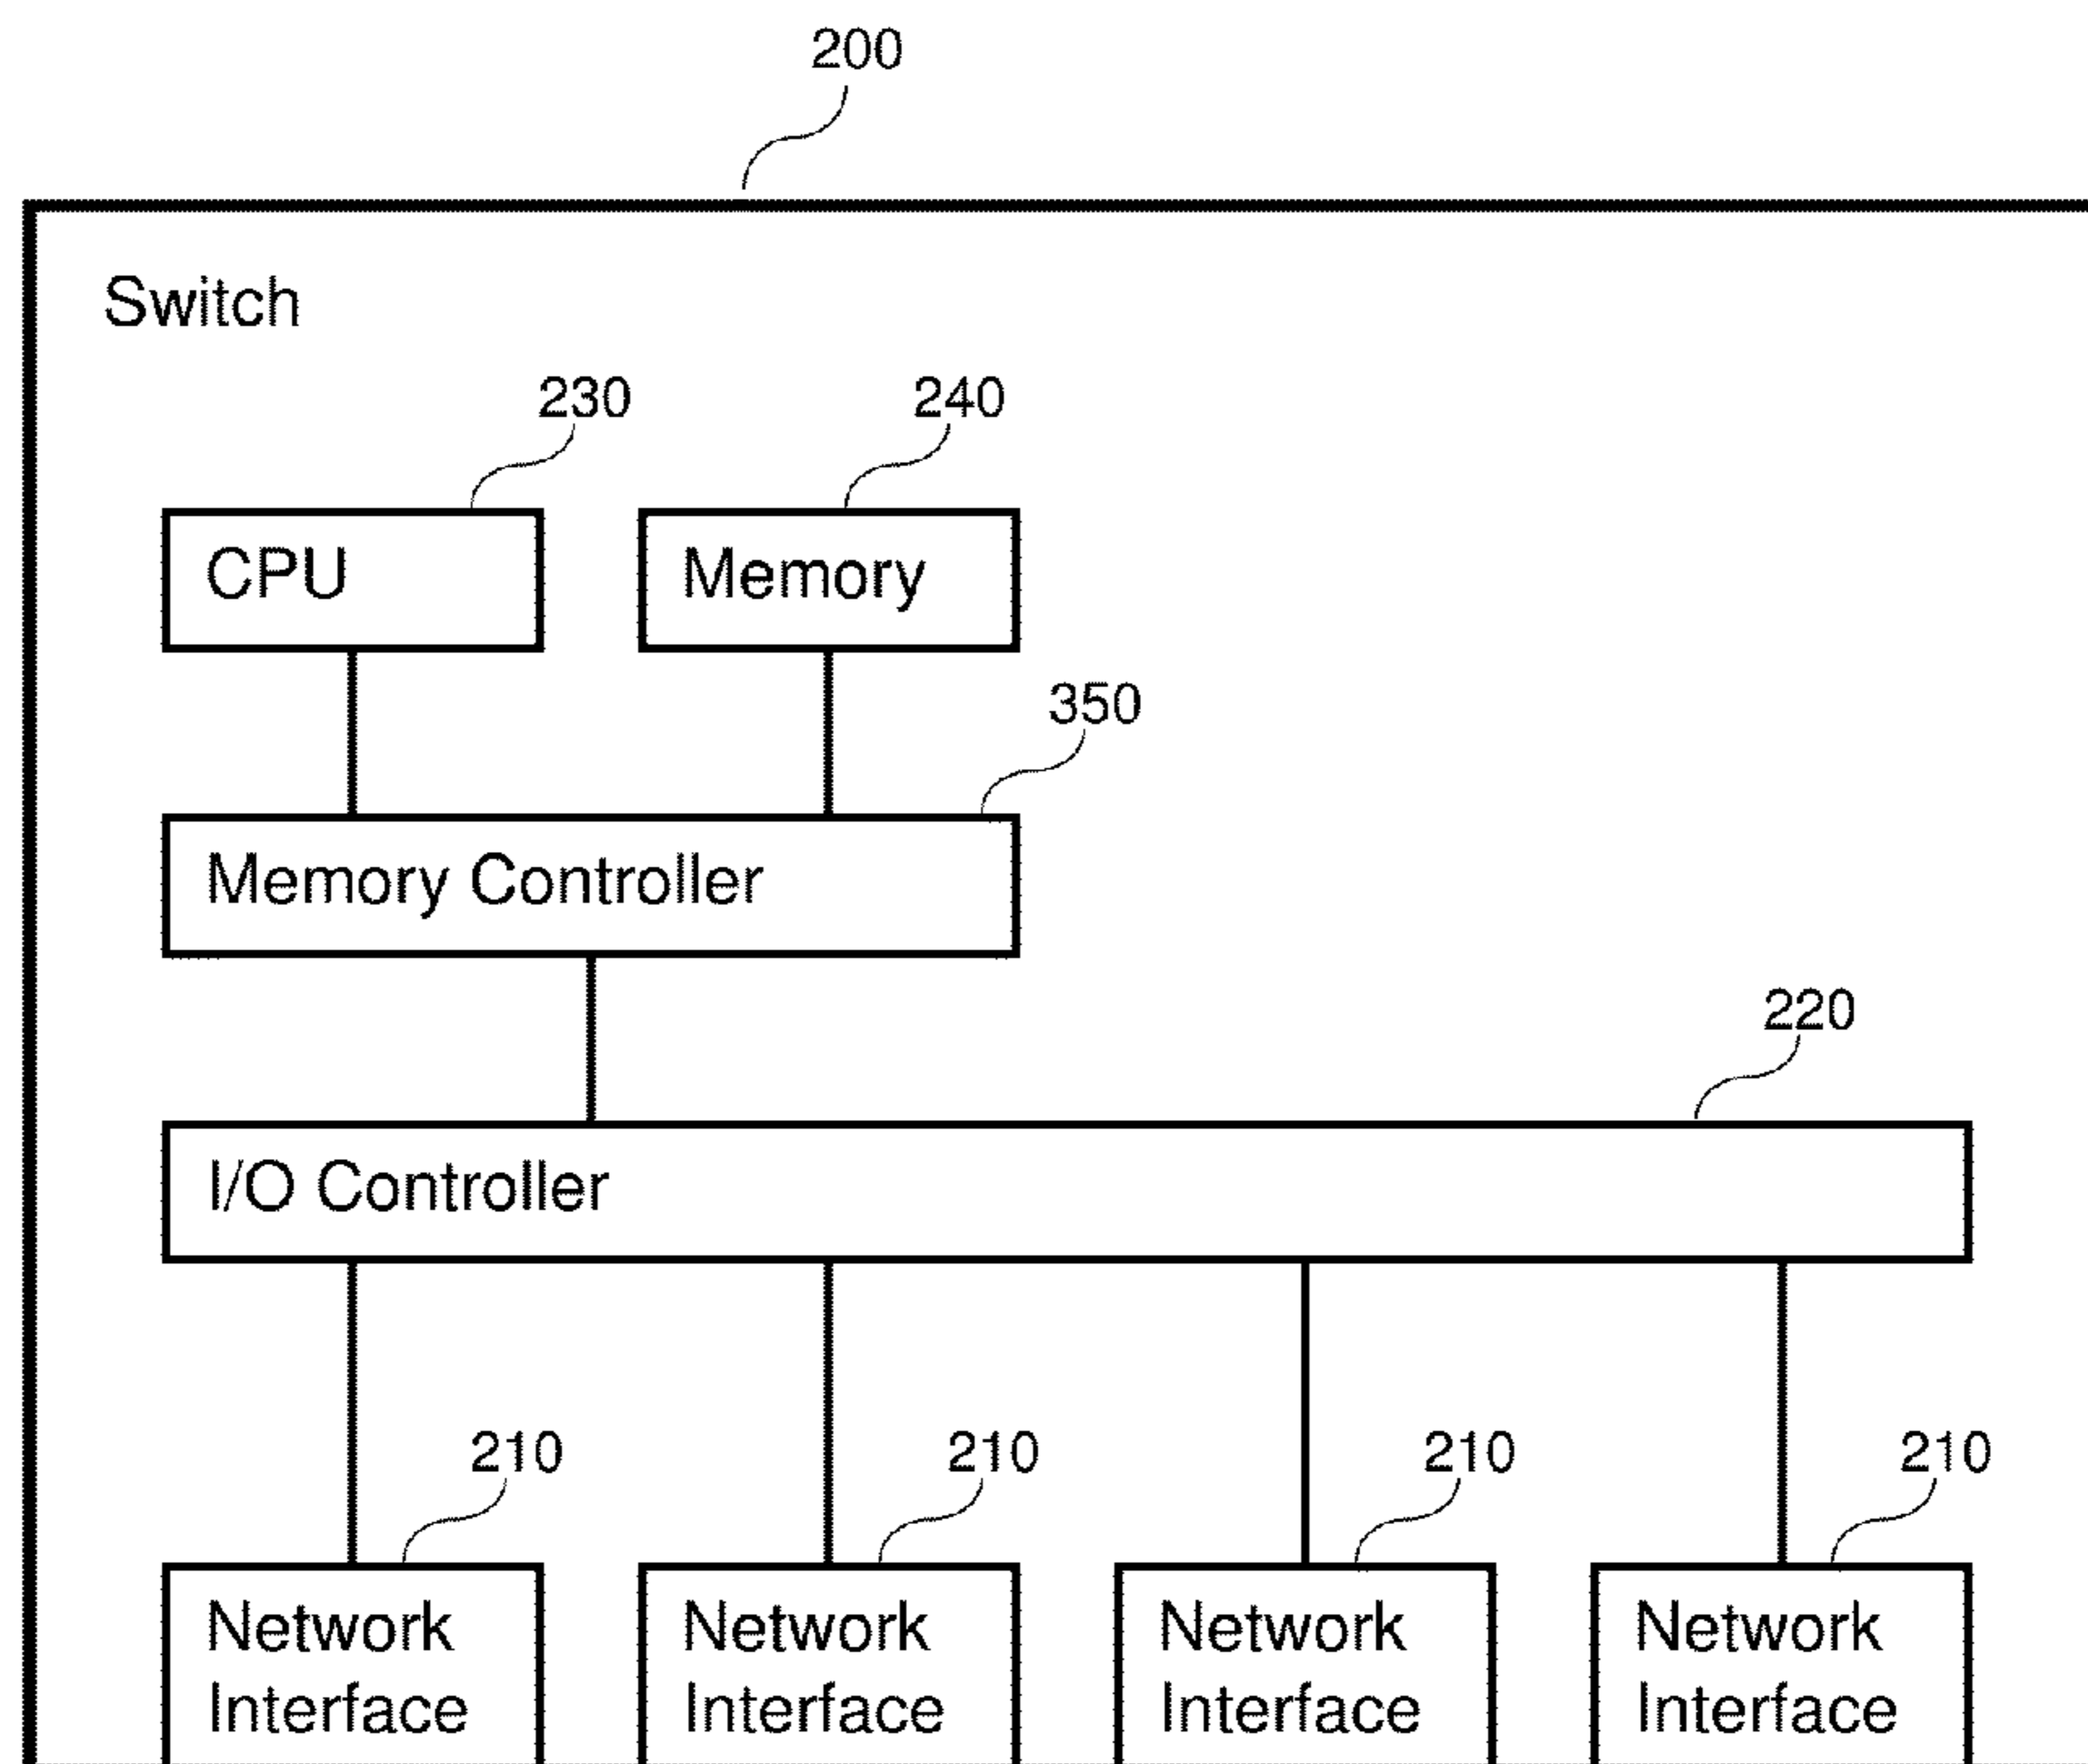 200
Switch
230
240
CPU
Memory
350
Memory Controller
220
I/O Controller
210
210
210
210
Network
Interface
Network
Interface
Network
Interface
Network
Interface